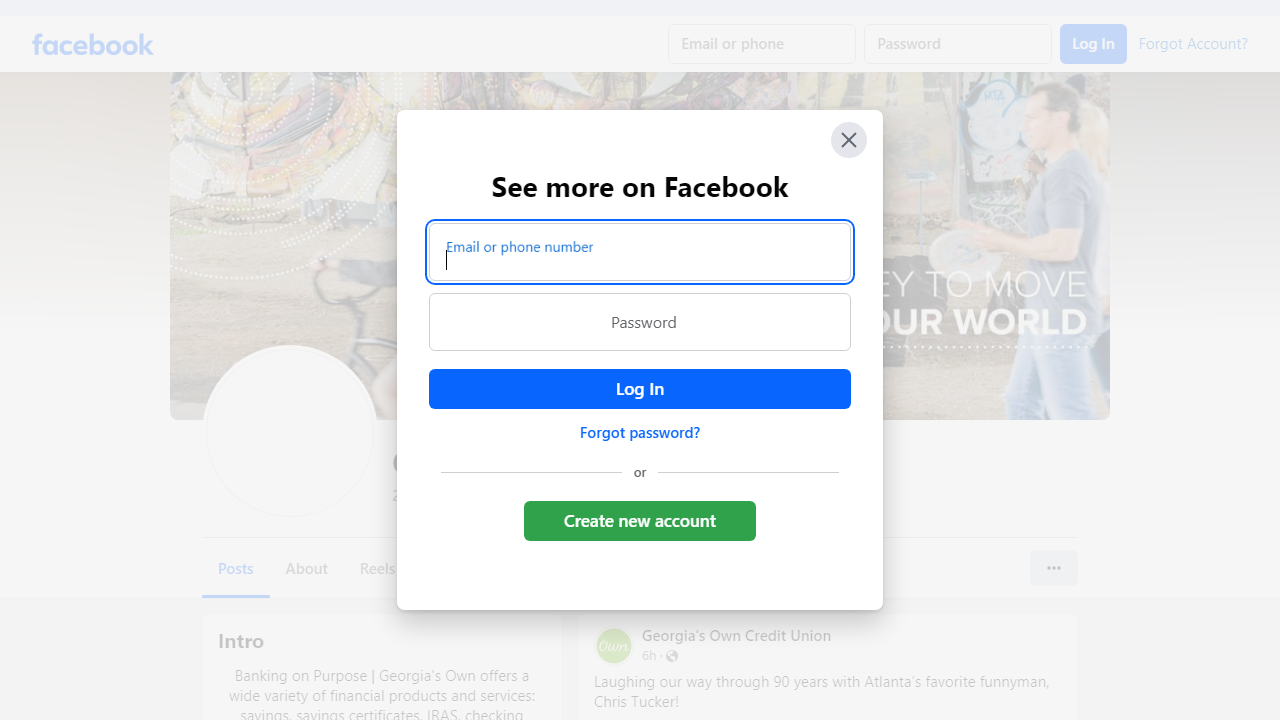 facebook
Email or phone
Password
Log In
Forgot Account?
MTA
EY TO MOVE
OUR WORLD
See more on Facebook
Email or phone number
Password
Log In
Forgot password?
or
Create new account
Posts
About
Reels
Intro
Banking on Purpose | Georgia's Own offers a
wide variety of financial products and services:
savings, savings certificates, IRAS, checking
Own
Georgia's Own Credit Union
6h ·
Laughing our way through 90 years with Atlanta's favorite funnyman,
Chris Tucker!